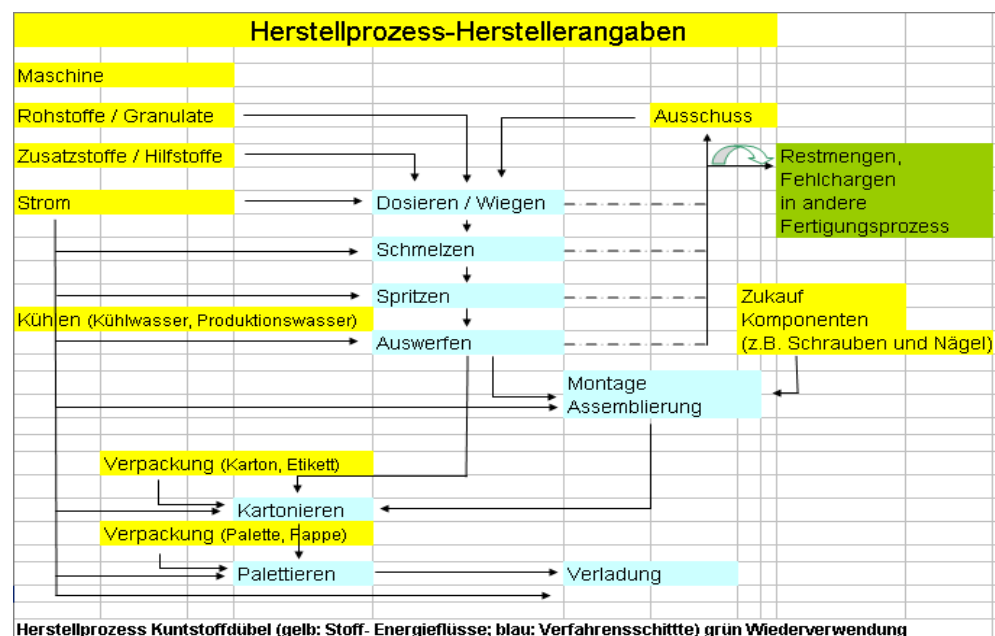 Herstellprozess-Herstellerangaben
Maschine
Rohstoffe / Granulate
Ausschuss
Zusatzstoffe / Hilfstoffe
Restmengen,
Fehlchargen
in andere
Fertigungsprozess
Strom
Dosieren / Wiegen
Schmelzen
Spritzen
Zukauf
Komponenten
(z.B. Schrauben und Nägel)
Kühlen (Kühlwasser, Produktionswasser)
Auswerfen
Montage
Assemblierung
Verpackung (Karton, Etikett)
Kartonieren
Verpackung (Palette, Pappe)
Palettieren
Verladung
Herstellprozess Kuntstoffdübel (gelb: Stoff- Energieflüsse; blau: Verfahrensschittte) grün Wiederverwendung